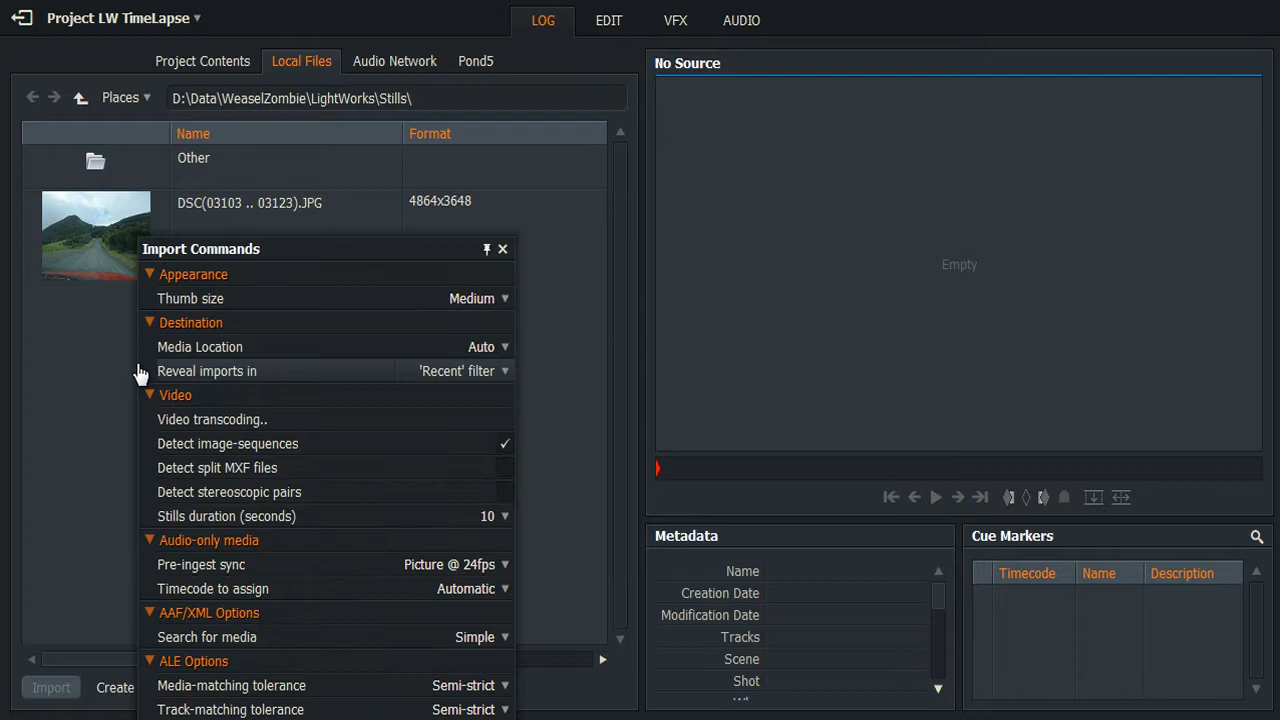 Project LW TimeLapse
LOG
EDIT
VFX
AUDIO
Project Contents
Local Files
Audio Network
Pond5
Places
D:\Data\WeaselZombie\LightWorks\Stills\
Name
Format
Other
DSC(03103 .. 03123).JPG
4864x3648
Import Commands
Appearance
Thumb size
Medium
Destination
Media Location
Auto
Reveal imports in
'Recent' filter
Video
Video transcoding..
Detect image-sequences
Detect split MXF files
Detect stereoscopic pairs
Stills duration (seconds)
10
Audio-only media
Pre-ingest sync
Picture @ 24fps
Timecode to assign
Automatic
AAF/XML Options
Search for media
Simple
ALE Options
Media-matching tolerance
Semi-strict
Track-matching tolerance
Semi-strict
Import
Create
No Source
Empty
Metadata
Name
Creation Date
Modification Date
Tracks
Scene
Shot
Cue Markers
Timecode
Name
Description